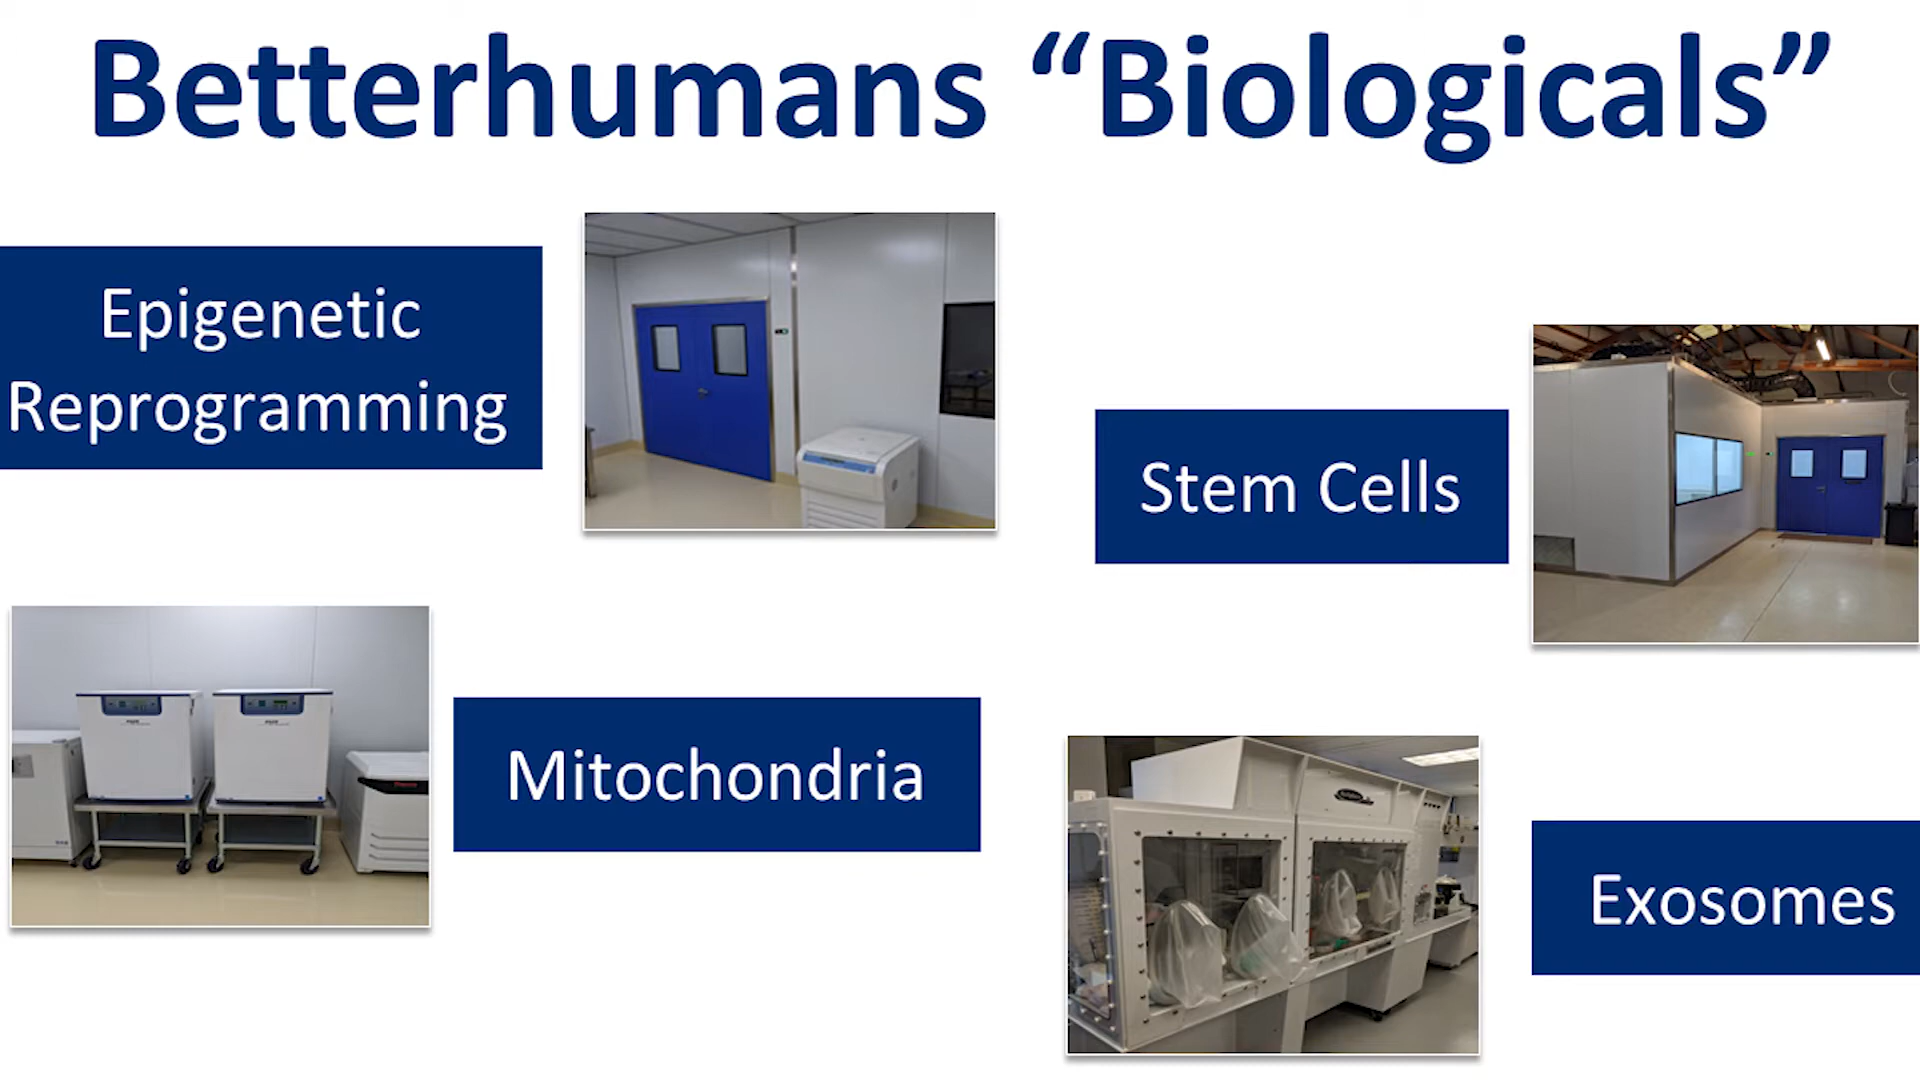 Betterhumans “Biologicals”
Epigenetic
Reprogramming
Stem Cells
Mitochondria
Exosomes